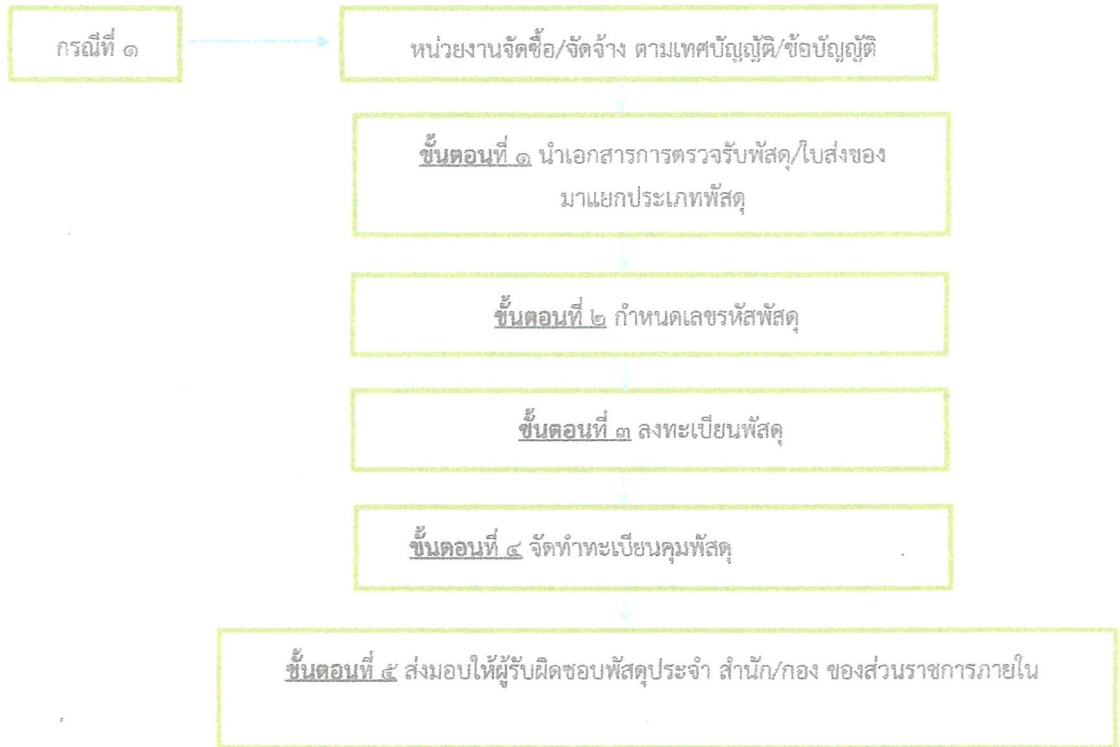 กรณีที่ ๑
หน่วยงานจัดซื้อ/จัดจ้าง ตามเทศบัญญัติ/ข้อบัญญัติ
ขั้นตอนที่ ๑ นำเอกสารการตรวจรับพัสดุ/ใบส่งของ
มาแยกประเภทพัสดุ
ขั้นตอนที่ ๒ กำหนดเลขรหัสพัสดุ
ขั้นตอนที่ ๓ ลงทะเบียนพัสดุ
ขั้นตอนที่ ๔ จัดทำทะเบียนคุมพัสดุ
ขั้นตอนที่ ๕ ส่งมอบให้ผู้รับผิดชอบพัสดุประจำ สำนัก/กอง ของส่วนราชการภายใน